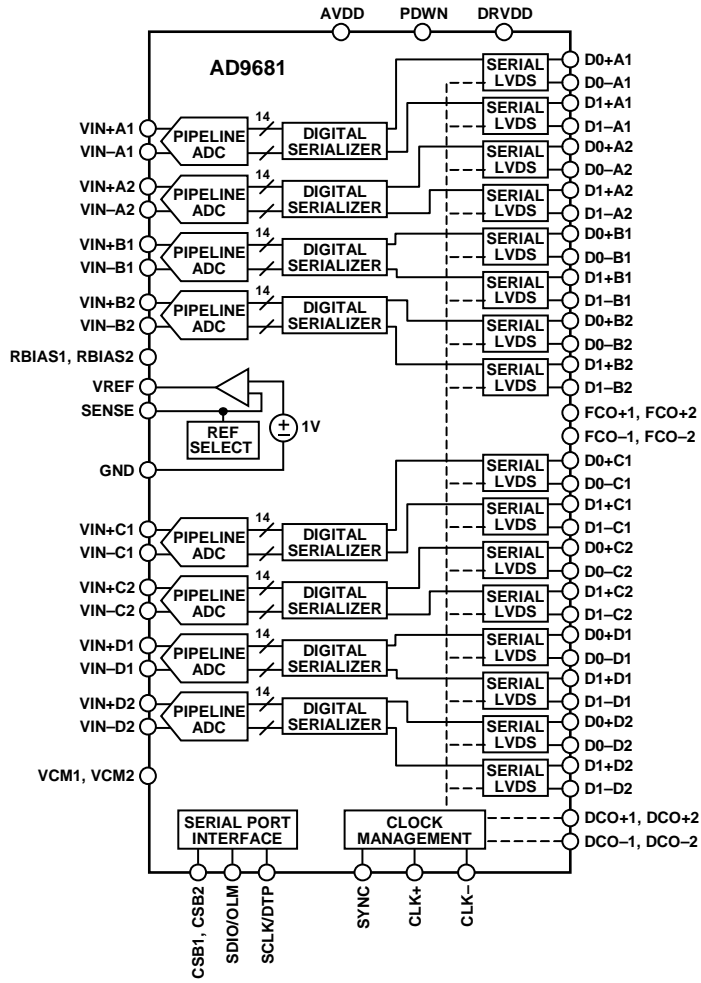 AVDD
PDWN
DRVDD
AD9681
VIN+A1
VIN–A1
VIN+A2
VIN–A2
VIN+B1
VIN–B1
VIN+B2
VIN–B2
RBIAS1, RBIAS2
VREF
SENSE
GND
VIN+C1
VIN–C1
VIN+C2
VIN–C2
VIN+D1
VIN–D1
VIN+D2
VIN–D2
VCM1, VCM2
PIPELINE
ADC
14
DIGITAL
SERIALIZER
PIPELINE
ADC
14
DIGITAL
SERIALIZER
PIPELINE
ADC
14
DIGITAL
SERIALIZER
PIPELINE
ADC
14
DIGITAL
SERIALIZER
REF
SELECT
1V
PIPELINE
ADC
14
DIGITAL
SERIALIZER
PIPELINE
ADC
14
DIGITAL
SERIALIZER
PIPELINE
ADC
14
DIGITAL
SERIALIZER
PIPELINE
ADC
14
DIGITAL
SERIALIZER
SERIAL
LVDS
SERIAL
LVDS
SERIAL
LVDS
SERIAL
LVDS
SERIAL
LVDS
SERIAL
LVDS
SERIAL
LVDS
SERIAL
LVDS
SERIAL
LVDS
SERIAL
LVDS
SERIAL
LVDS
SERIAL
LVDS
SERIAL
LVDS
SERIAL
LVDS
SERIAL
LVDS
SERIAL
LVDS
D0+A1
D0–A1
D1+A1
D1–A1
D0+A2
D0–A2
D1+A2
D1–A2
D0+B1
D0–B1
D1+B1
D1–B1
D0+B2
D0–B2
D1+B2
D1–B2
FCO+1, FCO+2
FCO–1, FCO–2
D0+C1
D0–C1
D1+C1
D1–C1
D0+C2
D0–C2
D1+C2
D1–C2
D0+D1
D0–D1
D1+D1
D1–D1
D0+D2
D0–D2
D1+D2
D1–D2
DCO+1, DCO+2
DCO–1, DCO–2
SERIAL PORT
INTERFACE
CLOCK
MANAGEMENT
CSB1, CSB2
SDIO/OLM
SCLK/DTP
SYNC
CLK+
CLK–